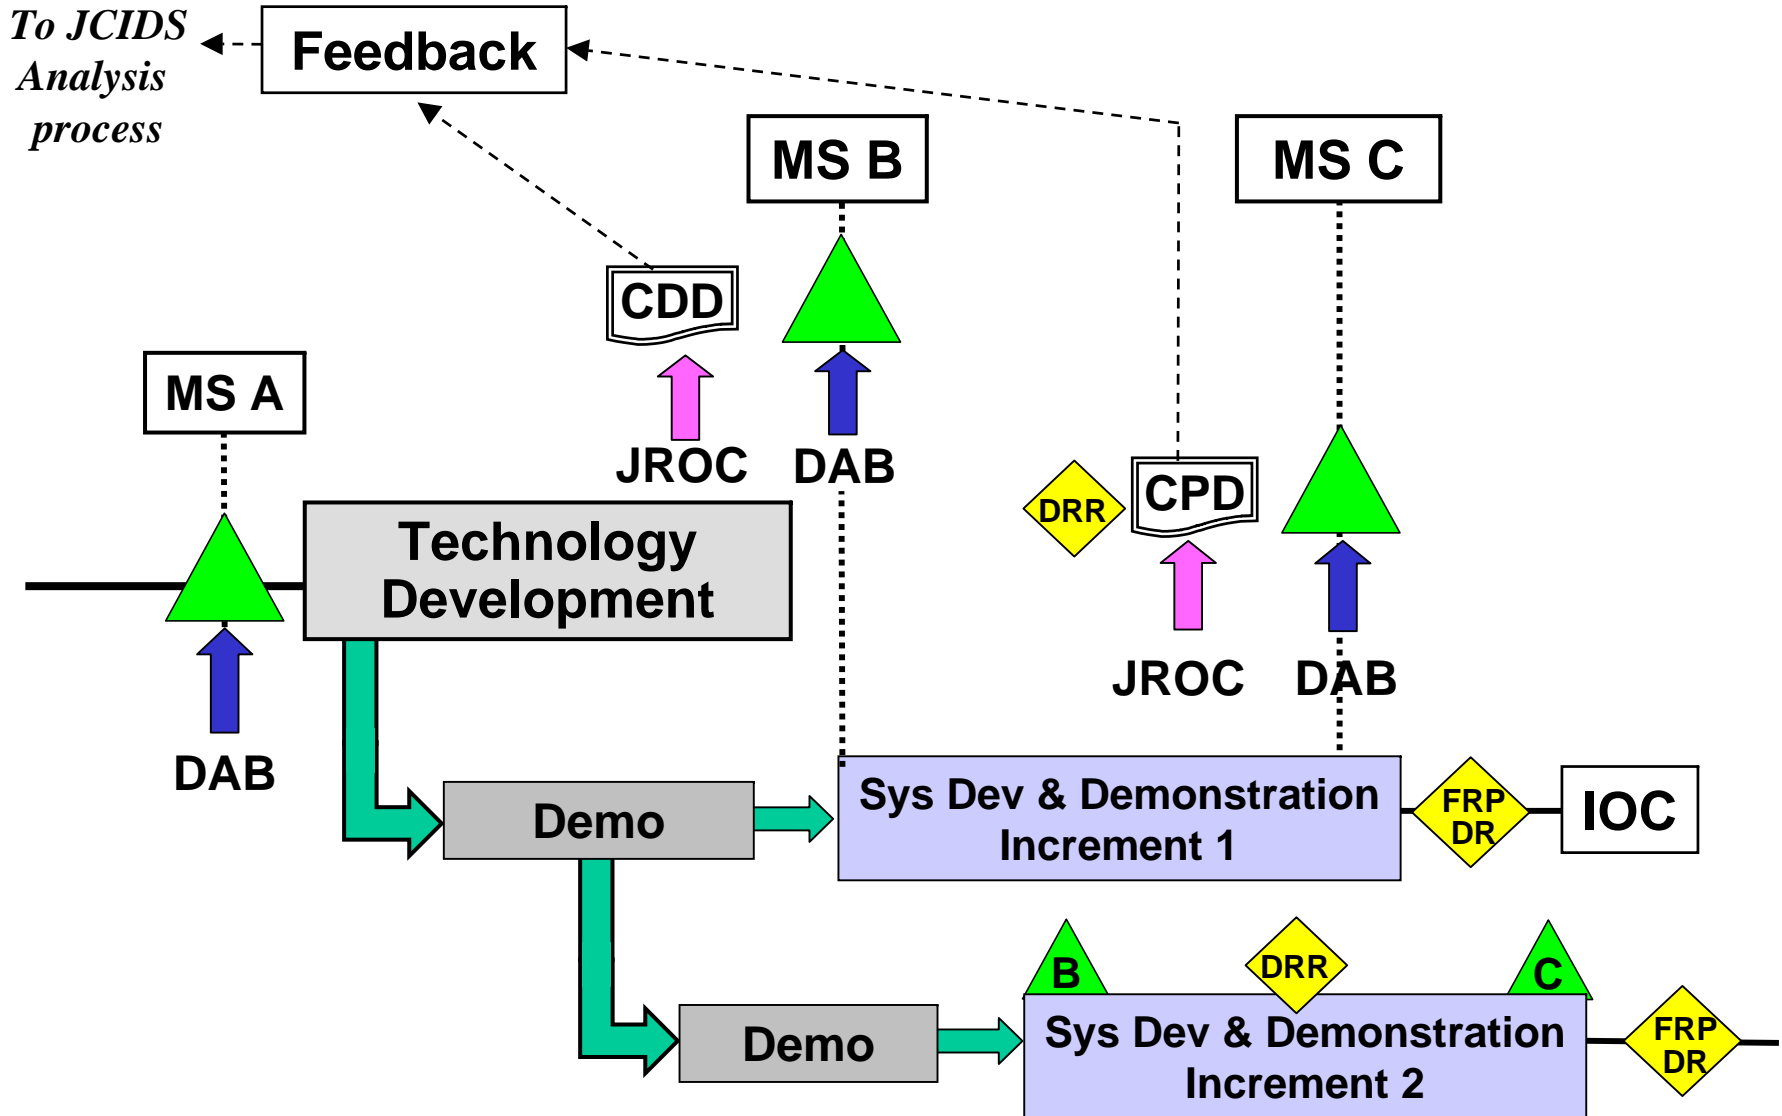 To JCIDS
Analysis
process
Feedback
MS B
MS C
CDD
MS A
JROC
DAB
DRR
CPD
Technology
Development
JROC
DAB
DAB
Demo
Sys Dev & Demonstration
Increment 1
FRP
DR
IOC
B
DRR
C
Demo
Sys Dev & Demonstration
Increment 2
FRP
DR